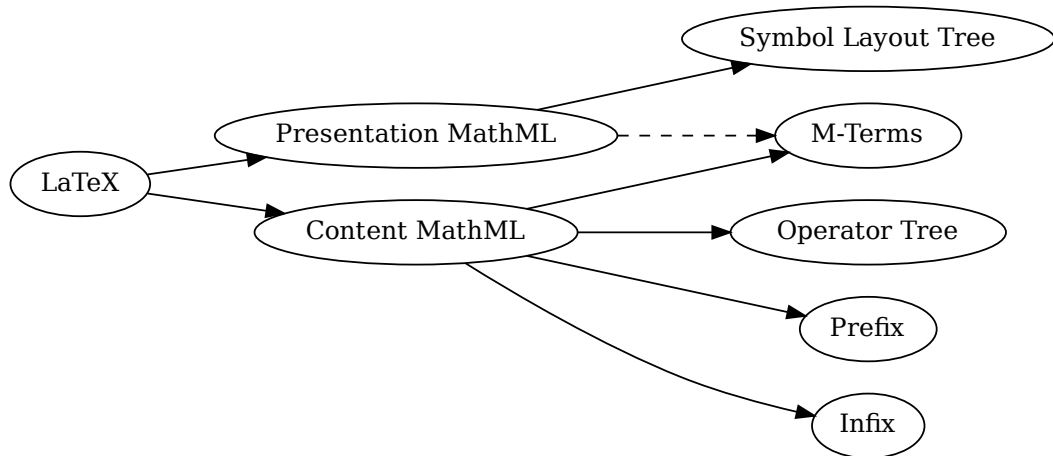 Symbol Layout Tree
Presentation MathML
M-Terms
LaTeX
Content MathML
Operator Tree
Prefix
Infix